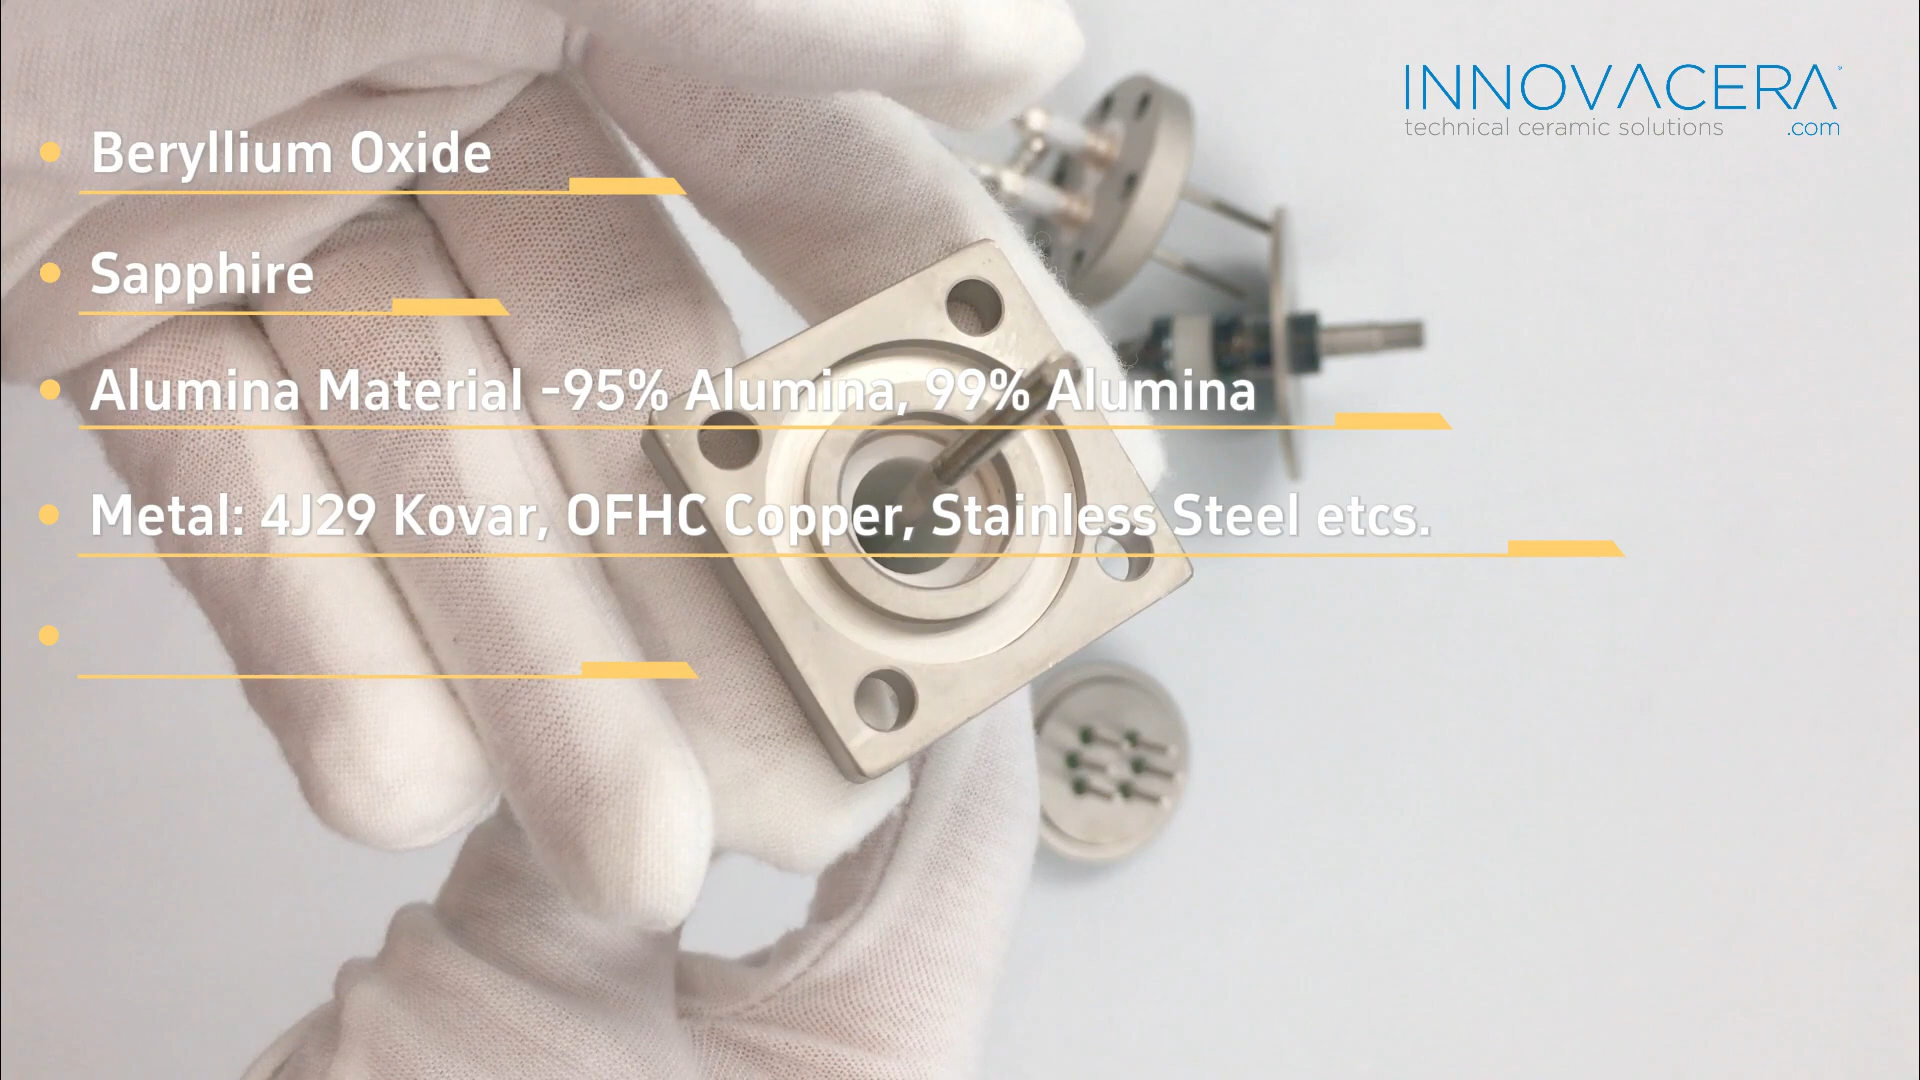 INNOVACERA
technical ceramic solutions .com
Beryllium Oxide
Sapphire
Alumina Material -95% Alumina, 99% Alumina
Metal: 4J29 Kovar, OFHC Copper, Stainless Steel etcs.